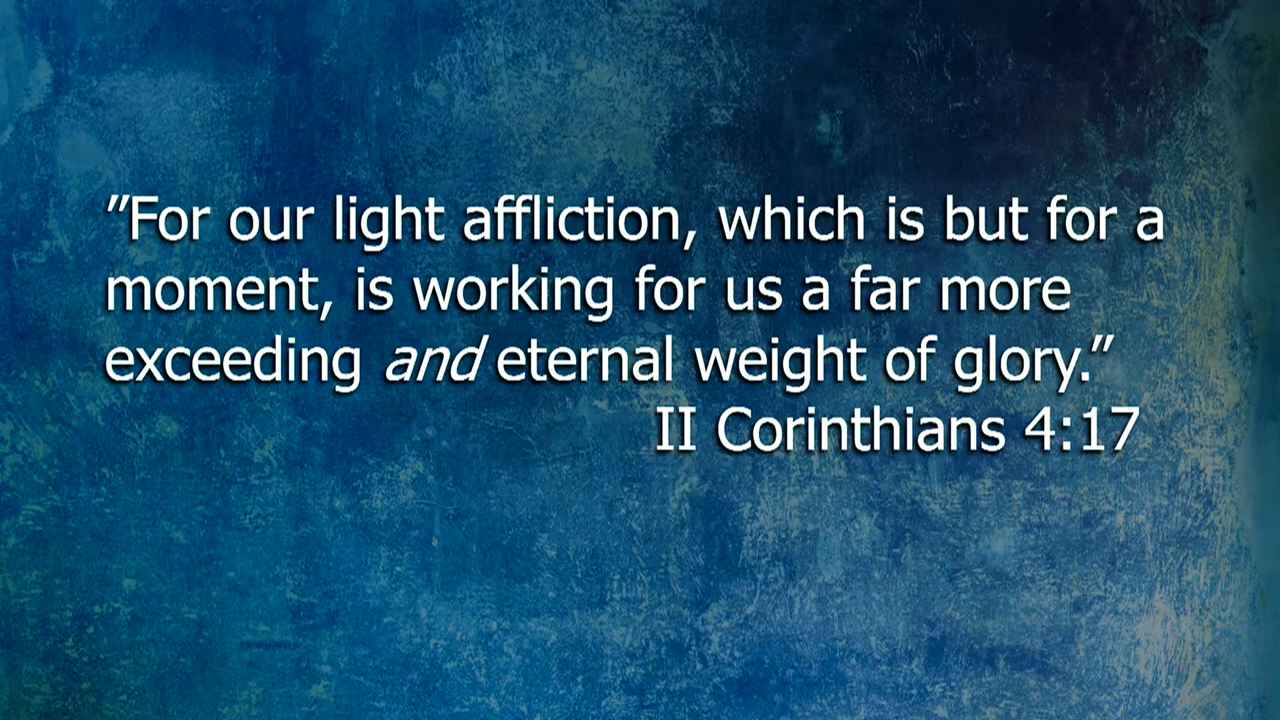 ”For our light affliction, which is but for a
moment, is working for us a far more
exceeding and eternal weight of glory.”
II Corinthians 4:17